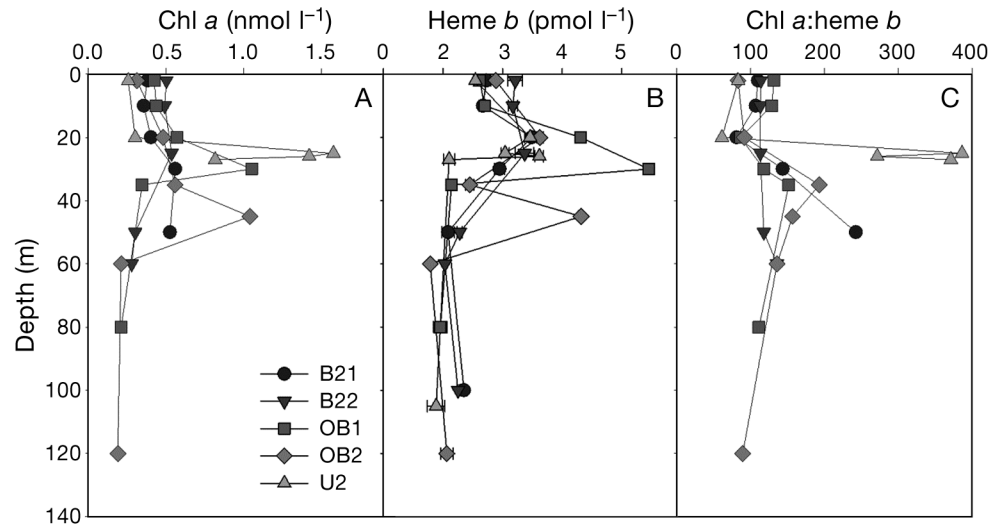 Chl a (nmol l⁻¹) Heme b (pmol l⁻¹) Chl a:heme b
0.0 0.5 1.0 1.5 0 2 3 4 5 0 100 200 300 400
0 A B C
20
40
60
80
100
120
140
Depth (m)
B21
B22
OB1
OB2
U2